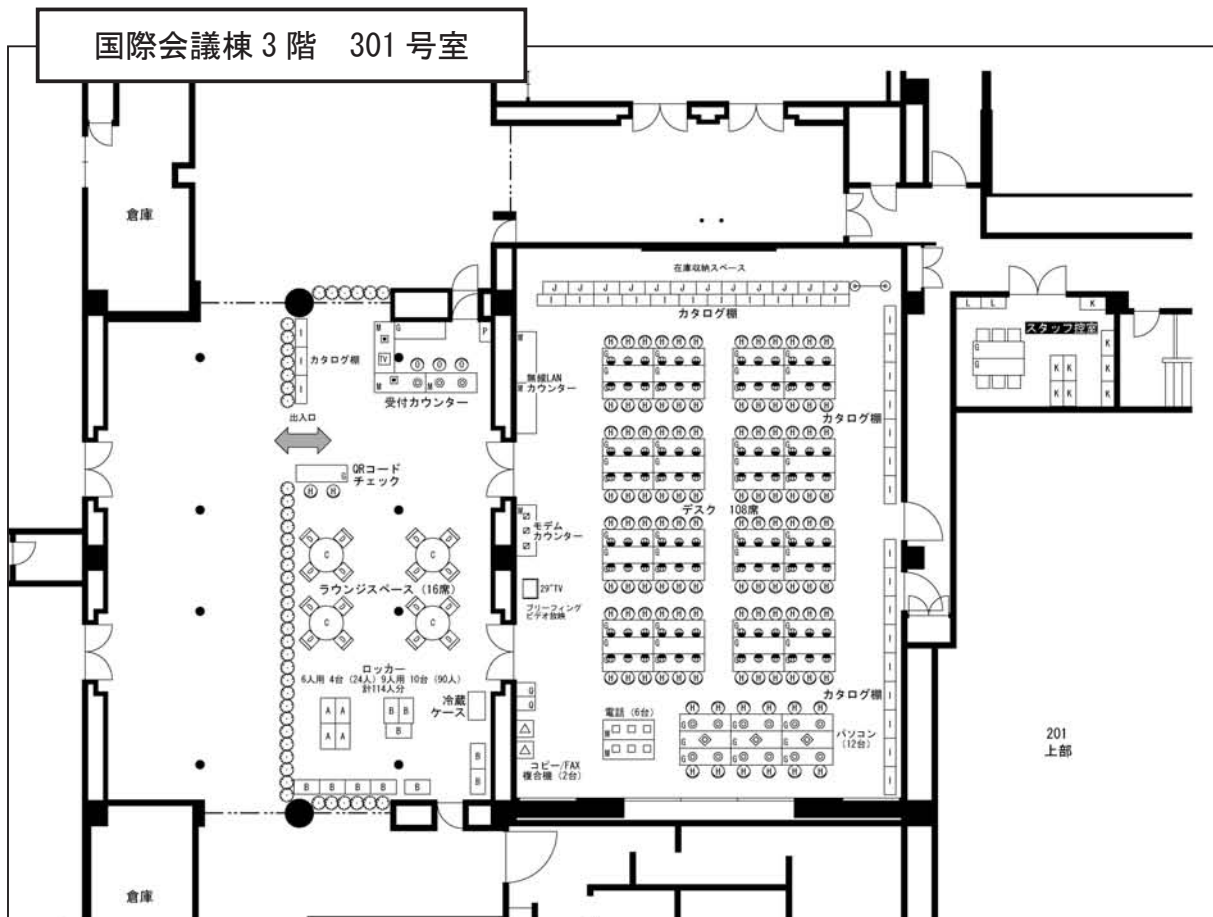 国際会議棟3階 301号室
倉庫
在庫収納スペース
J J J J J J J J J J J J
I I I I I I I I I I I
カタログ棚
I
I
I
カタログ棚
M G
TV
M M
P
受付カウンター
出入口
QRコード
チェック
G
H H
M
無線LAN
M カウンター
L L K
スタッフ控室
G
G
K K
K K
K
K
K
カタログ棚
デスク 108席
M
モデム
カウンター
29"TV
ブリーフィング
ビデオ放映
C C
ラウンジスペース(16席)
C C
ロッカー
6人用 4台(24人)9人用 10台(90人)
計114人分
A A
A A
B B
B
冷蔵
ケース
B
B
B B B B B
Q
Q
コピー/FAX
複合機(2台)
電話(6台)
M
M
カタログ棚
H H H H H H
G G G
G G G
H H H H H H
パソコン
(12台)
201
上部
倉庫